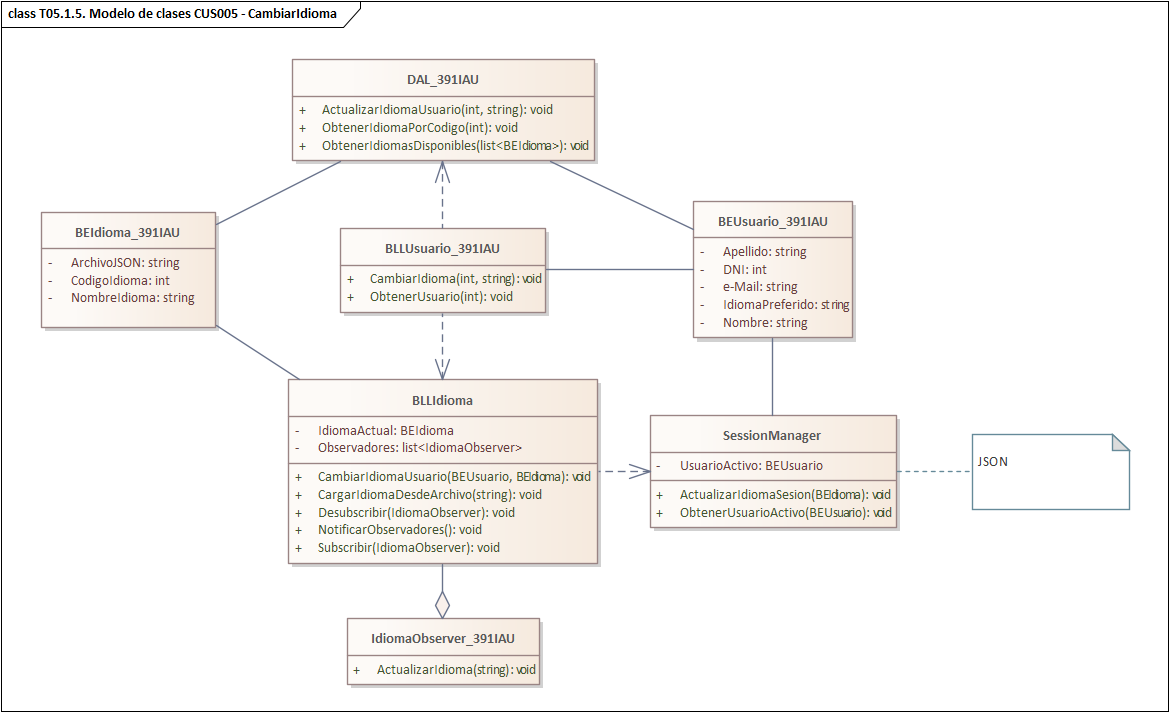 class T05.1.5. Modelo de clases CUS005 - CambiarIdioma
DAL_391IAU
+ ActualizarIdiomaUsuario(int, string): void
+ ObtenerIdiomaPorCodigo(int): void
+ ObtenerIdiomasDisponibles(list<BEIdioma>): void
BEIdioma_391IAU
- ArchivoJSON: string
- CodigoIdioma: int
- NombreIdioma: string
BLLUsuario_391IAU
+ CambiarIdioma(int, string): void
+ ObtenerUsuario(int): void
BEUsuario_391IAU
- Apellido: string
- DNI: int
- e-Mail: string
- IdiomaPreferido: string
- Nombre: string
BLLIdioma
- IdiomaActual: BEIdioma
- Observadores: list<IdiomaObserver>
+ CambiarIdiomaUsuario(BEUsuario, BEIdioma): void
+ CargarIdiomaDesdeArchivo(string): void
+ Desubscribir(IdiomaObserver): void
+ NotificarObservadores(): void
+ Subscribir(IdiomaObserver): void
SessionManager
- UsuarioActivo: BEUsuario
+ ActualizarIdiomaSesion(BEIdioma): void
+ ObtenerUsuarioActivo(BEUsuario): void
JSON
IdiomaObserver_391IAU
+ ActualizarIdioma(string): void